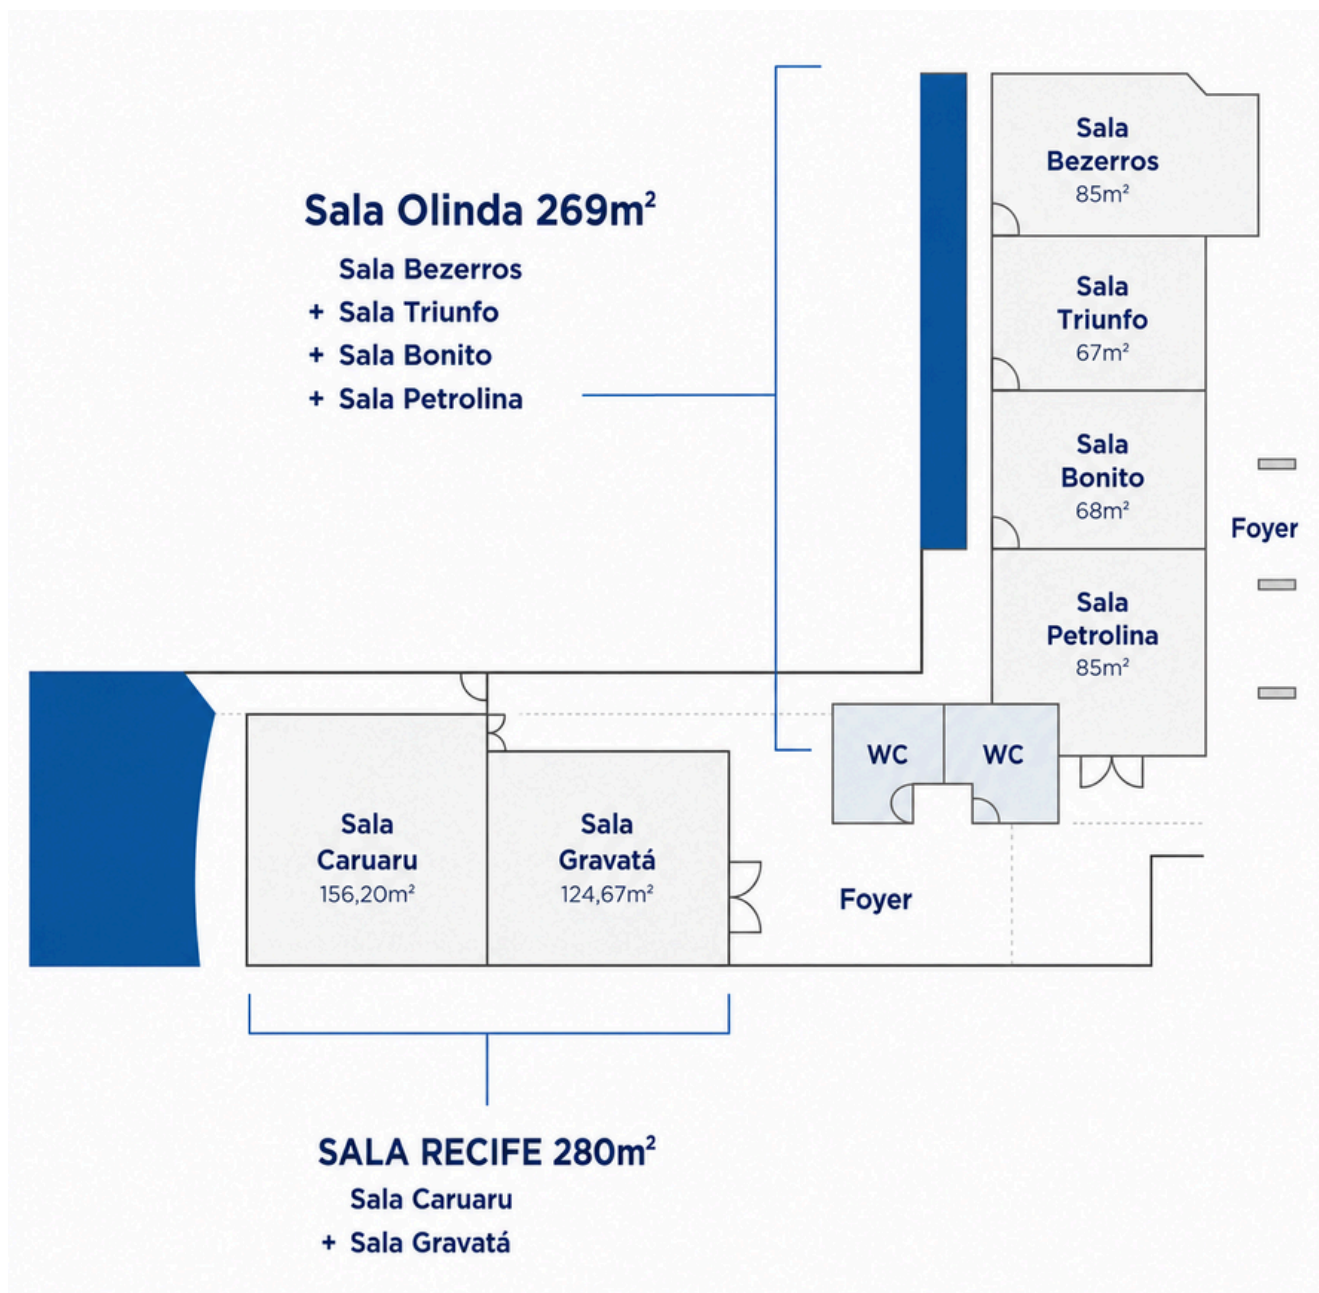 Sala Olinda 269m²
Sala Bezerros
+ Sala Triunfo
+ Sala Bonito
+ Sala Petrolina
Sala
Bezerros
85m²
Sala
Triunfo
67m²
Sala
Bonito
68m²
Foyer
Sala
Petrolina
85m²
WC
WC
Sala
Caruaru
156,20m²
Sala
Gravatá
124,67m²
Foyer
SALA RECIFE 280m²
Sala Caruaru
+ Sala Gravatá